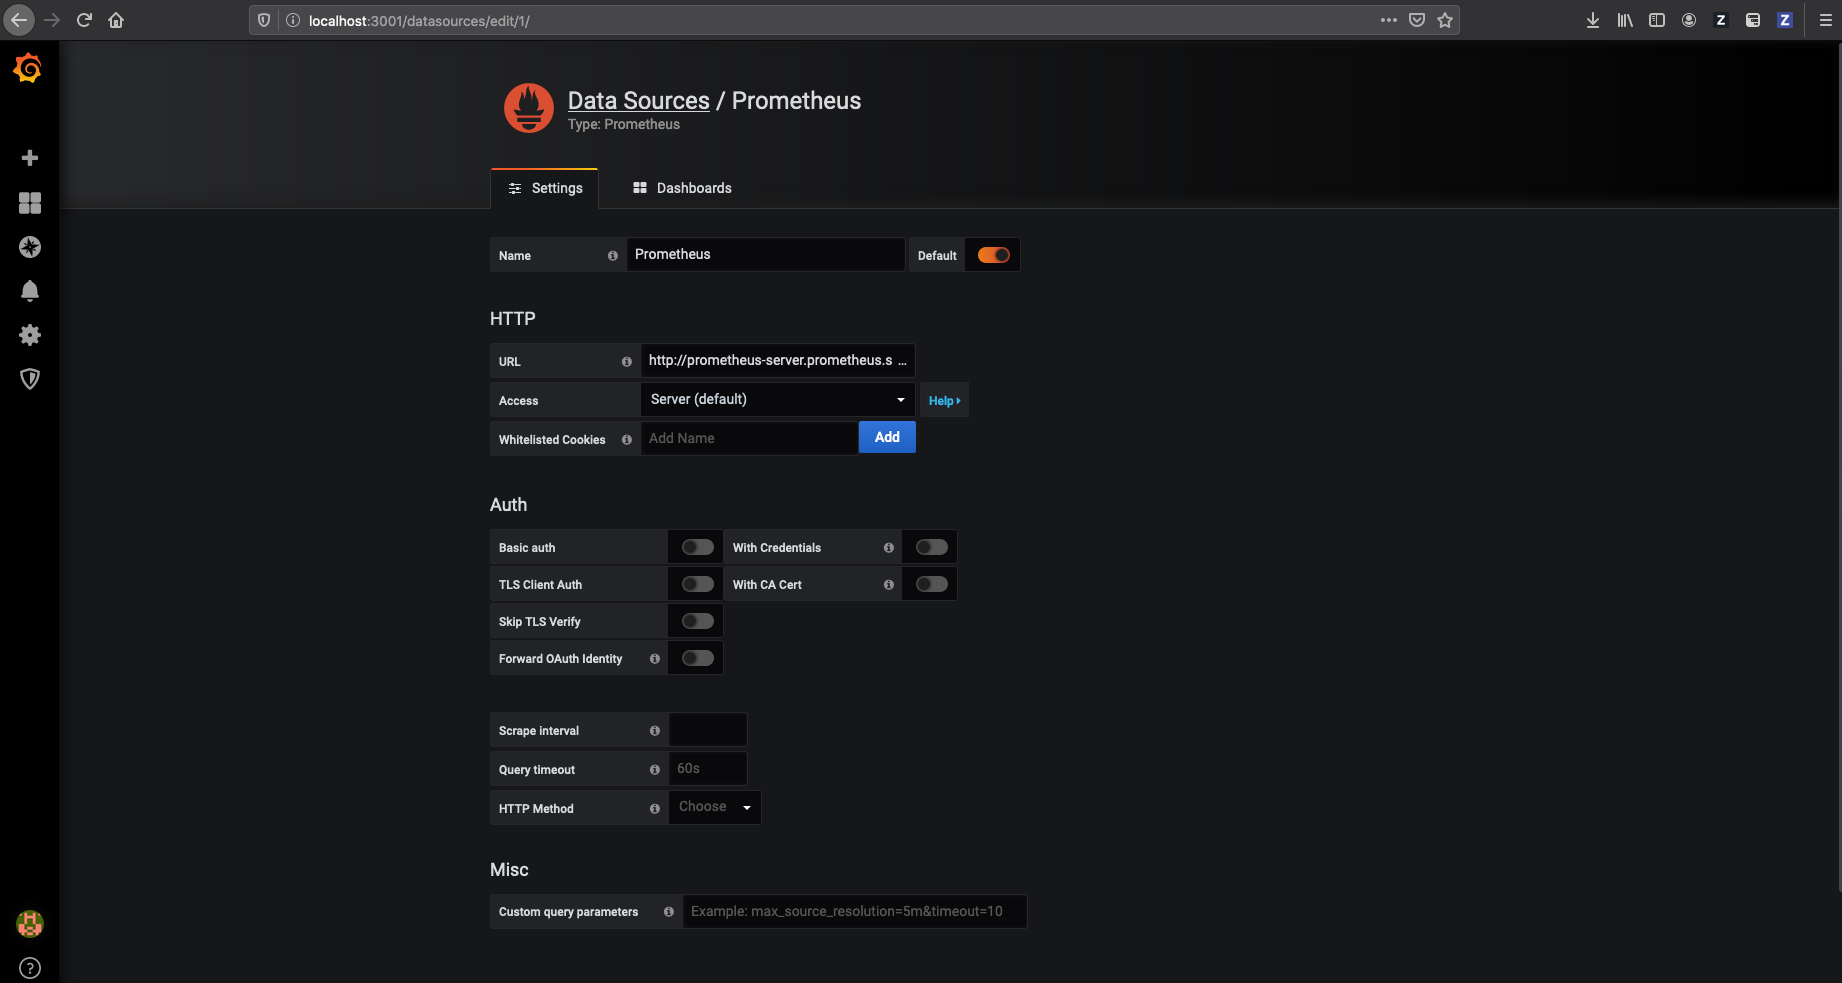 localhost:3001/datasources/edit/1/
Z
Z
Data Sources / Prometheus
Type: Prometheus
Settings
Dashboards
Name
Prometheus
Default
HTTP
URL
http://prometheus-server.prometheus.s ...
Access
Server (default)
Help
Whitelisted Cookies
Add Name
Add
Auth
Basic auth
With Credentials
TLS Client Auth
With CA Cert
Skip TLS Verify
Forward OAuth Identity
Scrape interval
Query timeout
60s
HTTP Method
Choose
Misc
Custom query parameters
Example: max_source_resolution=5m&timeout=10